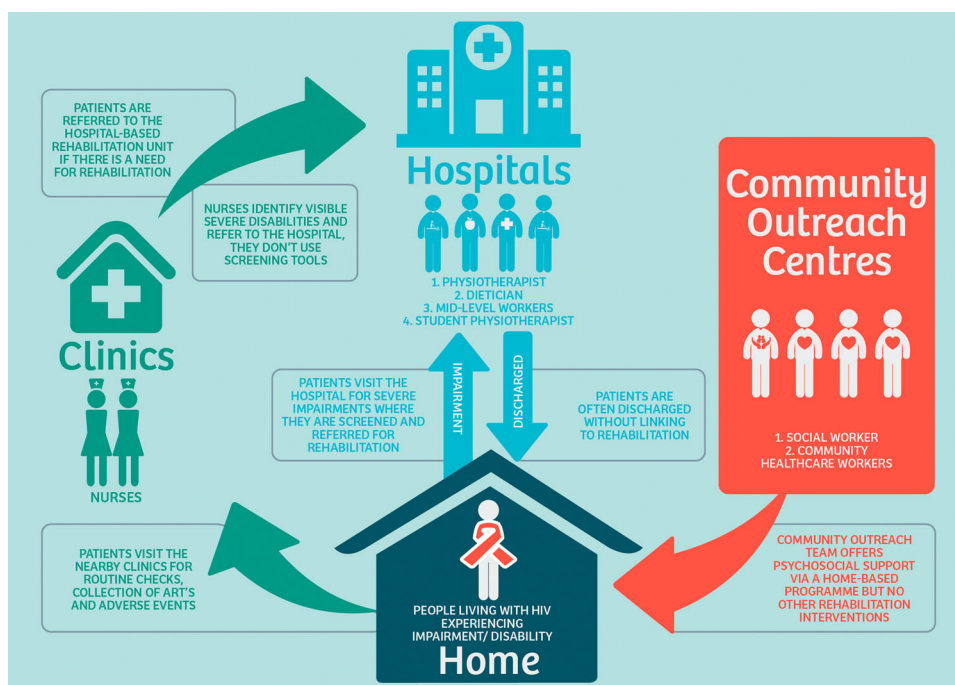 PATIENTS ARE
REFERRED TO THE
HOSPITAL-BASED
REHABILITATION UNIT
IF THERE IS A NEED
FOR REHABILITATION
NURSES IDENTIFY VISIBLE
SEVERE DISABILITIES AND
REFER TO THE HOSPITAL,
THEY DON'T USE
SCREENING TOOLS
Clinics
NURSES
Hospitals
1. PHYSIOTHERAPIST
2. DIETICIAN
3. MID-LEVEL WORKERS
4. STUDENT PHYSIOTHERAPIST
Community
Outreach
Centres
1. SOCIAL WORKER
2. COMMUNITY
HEALTHCARE WORKERS
PATIENTS VISIT THE
HOSPITAL FOR SEVERE
IMPAIRMENTS WHERE
THEY ARE SCREENED AND
REFERRED FOR
REHABILITATION
IMPAIRMENT
DISCHARGED
PATIENTS ARE
OFTEN DISCHARGED
WITHOUT LINKING
TO REHABILITATION
PATIENTS VISIT THE
NEARBY CLINICS FOR
ROUTINE CHECKS,
COLLECTION OF ART'S
AND ADVERSE EVENTS
PEOPLE LIVING WITH HIV
EXPERIENCING
IMPAIRMENT/ DISABILITY
Home
COMMUNITY OUTREACH
TEAM OFFERS
PSYCHOSOCIAL SUPPORT
VIA A HOME-BASED
PROGRAMME BUT NO
OTHER REHABILITATION
INTERVENTIONS